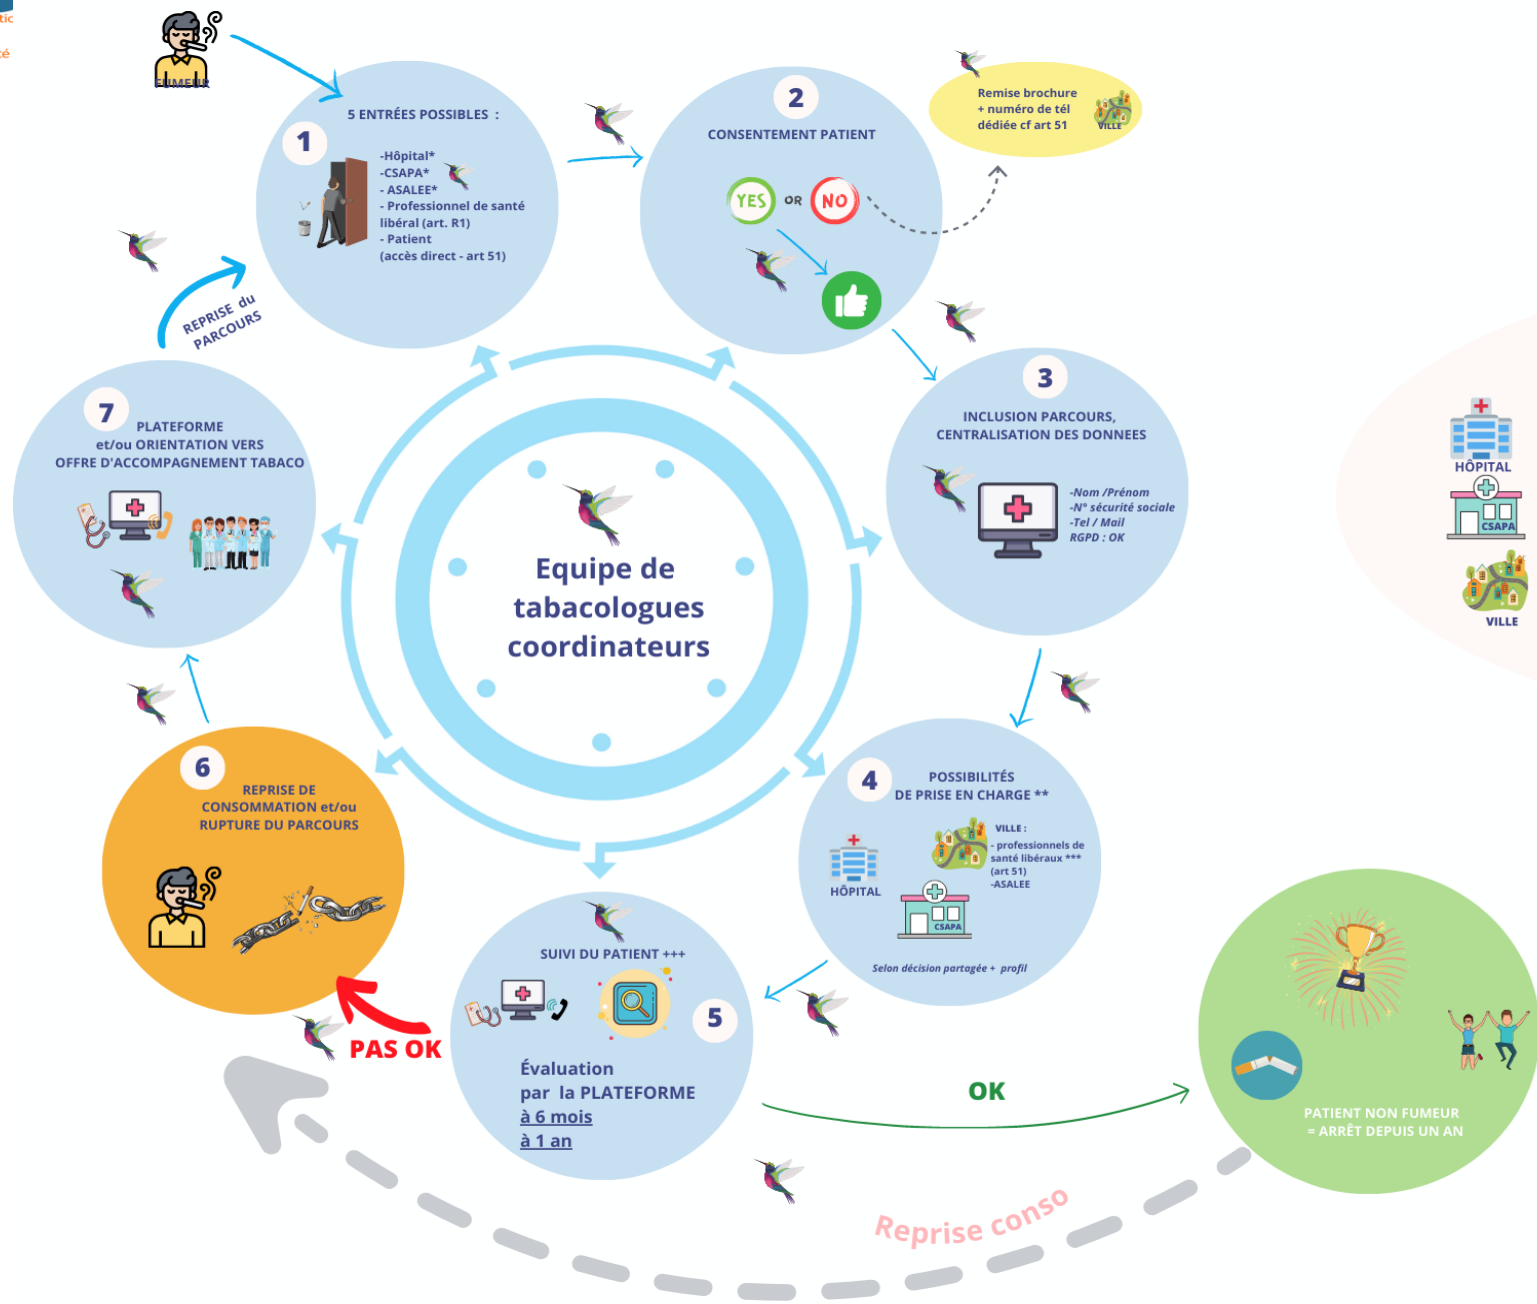 tic
té
FUMEUR
1
5 ENTRÉES POSSIBLES :
-Hôpital*
-CSAPA*
- ASALEE*
- Professionnel de santé
libéral (art. R1)
- Patient
(accès direct - art 51)
2
CONSENTEMENT PATIENT
YES OR NO
Remise brochure
+ numéro de tél
dédiée cf art 51
VILLE
3
INCLUSION PARCOURS,
CENTRALISATION DES DONNEES
-Nom /Prénom
-N° sécurité sociale
-Tel / Mail
RGPD : OK
4
POSSIBILITÉS
DE PRISE EN CHARGE **
HÔPITAL
VILLE :
- professionnels de
santé libéraux ***
(art 51)
-ASALEE
CSAPA
Selon décision partagée + profil
5
SUIVI DU PATIENT +++
Évaluation
par la PLATEFORME
à 6 mois
à 1 an
PAS OK
OK
6
REPRISE DE
CONSOMMATION et/ou
RUPTURE DU PARCOURS
7
PLATEFORME
et/ou ORIENTATION VERS
OFFRE D'ACCOMPAGNEMENT TABACO
REPRISE du
PARCOURS
Equipe de
tabacologues
coordinateurs
PATIENT NON FUMEUR
= ARRÊT DEPUIS UN AN
Reprise conso
HÔPITAL
CSAPA
VILLE